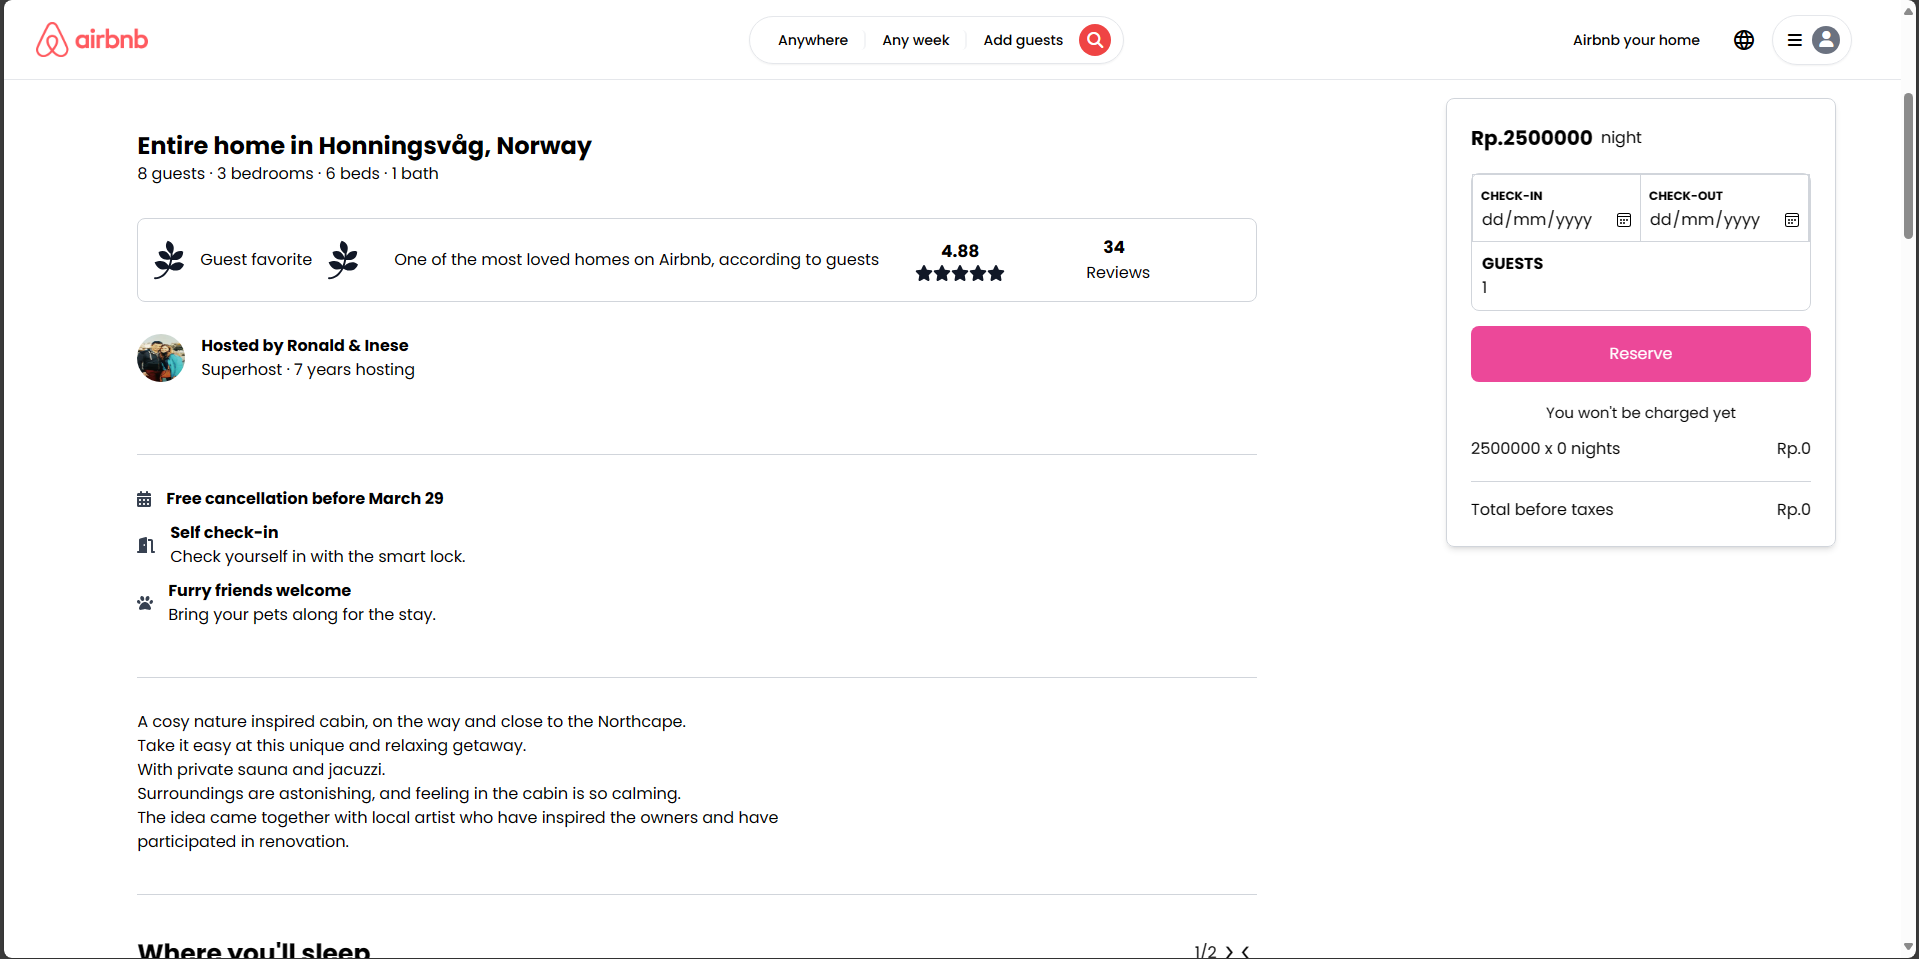 airbnb
Anywhere
Any week
Add guests
Airbnb your home
Entire home in Honningsvåg, Norway
8 guests · 3 bedrooms · 6 beds · 1 bath
Guest favorite
One of the most loved homes on Airbnb, according to guests
4.88
34
Reviews
Hosted by Ronald & Inese
Superhost · 7 years hosting
Free cancellation before March 29
Self check-in
Check yourself in with the smart lock.
Furry friends welcome
Bring your pets along for the stay.
A cosy nature inspired cabin, on the way and close to the Northcape.
Take it easy at this unique and relaxing getaway.
With private sauna and jacuzzi.
Surroundings are astonishing, and feeling in the cabin is so calming.
The idea came together with local artist who have inspired the owners and have
participated in renovation.
Where you'll sleep
1/2
Rp.2500000 night
CHECK-IN
dd/mm/yyyy
CHECK-OUT
dd/mm/yyyy
GUESTS
1
Reserve
You won't be charged yet
2500000 x 0 nights Rp.0
Total before taxes Rp.0